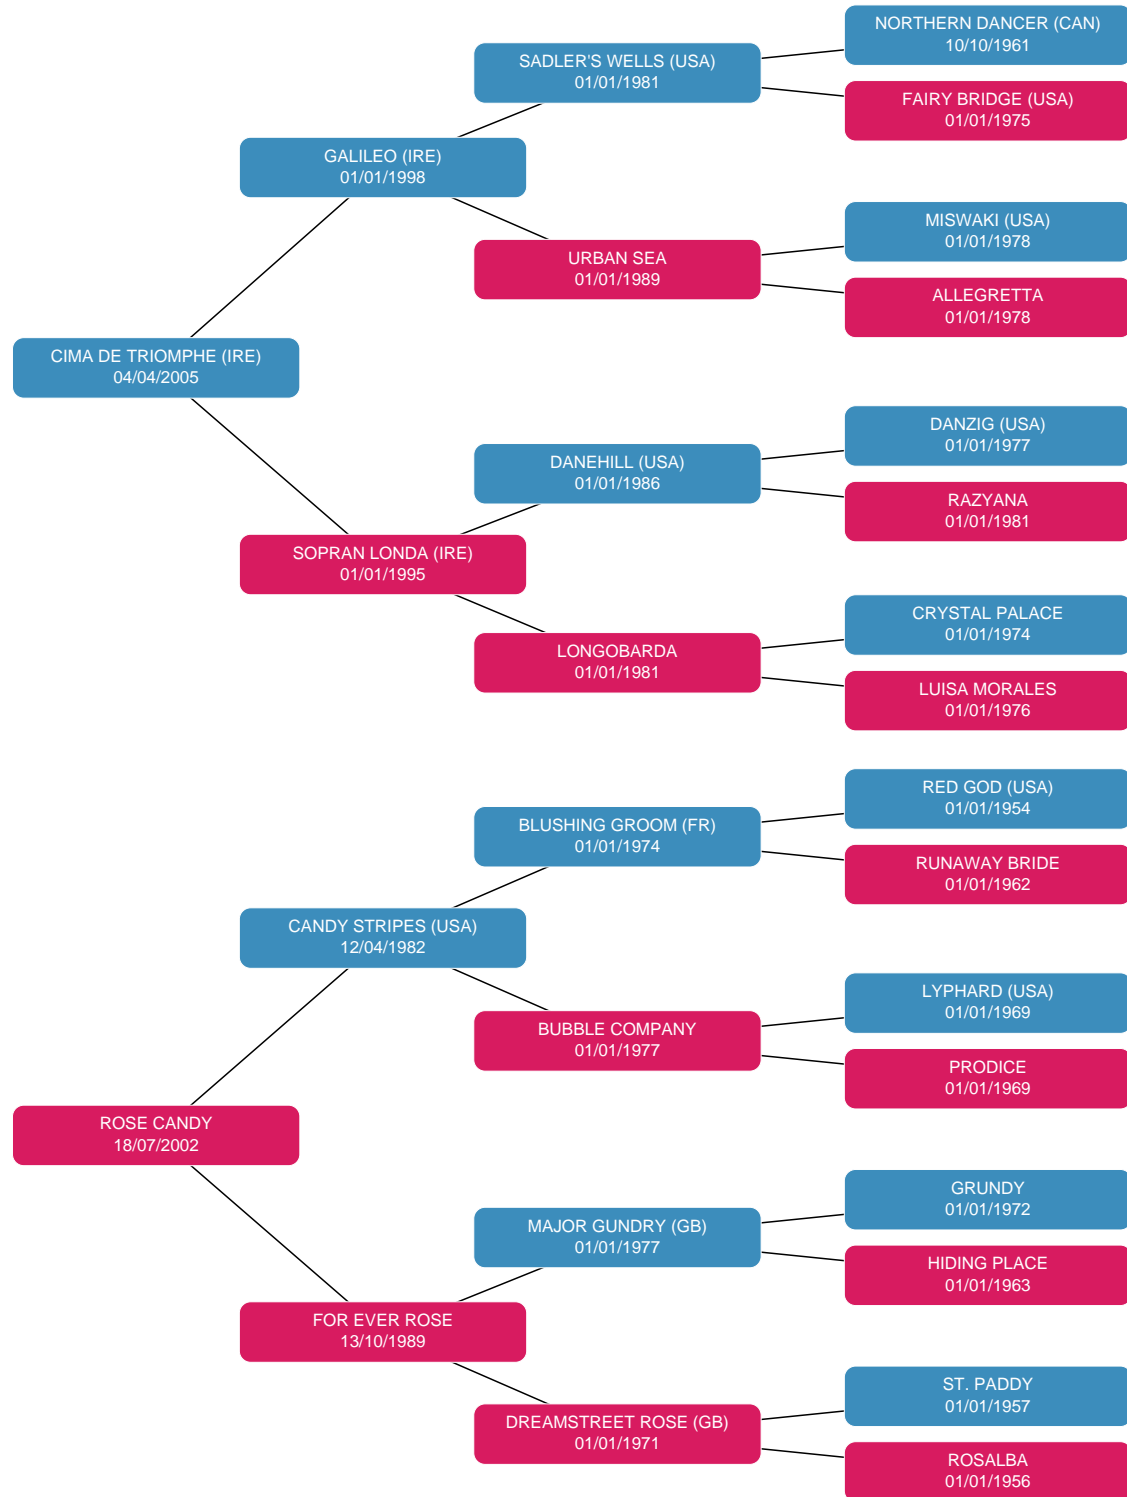 NORTHERN DANCER (CAN)
10/10/1961
SADLER'S WELLS (USA)
01/01/1981
FAIRY BRIDGE (USA)
01/01/1975
GALILEO (IRE)
01/01/1998
MISWAKI (USA)
01/01/1978
URBAN SEA
01/01/1989
ALLEGRETTA
01/01/1978
CIMA DE TRIOMPHE (IRE)
04/04/2005
DANZIG (USA)
01/01/1977
DANEHILL (USA)
01/01/1986
RAZYANA
01/01/1981
SOPRAN LONDA (IRE)
01/01/1995
CRYSTAL PALACE
01/01/1974
LONGOBARDA
01/01/1981
LUISA MORALES
01/01/1976
RED GOD (USA)
01/01/1954
BLUSHING GROOM (FR)
01/01/1974
RUNAWAY BRIDE
01/01/1962
CANDY STRIPES (USA)
12/04/1982
LYPHARD (USA)
01/01/1969
BUBBLE COMPANY
01/01/1977
PRODICE
01/01/1969
ROSE CANDY
18/07/2002
GRUNDY
01/01/1972
MAJOR GUNDRY (GB)
01/01/1977
HIDING PLACE
01/01/1963
FOR EVER ROSE
13/10/1989
ST. PADDY
01/01/1957
DREAMSTREET ROSE (GB)
01/01/1971
ROSALBA
01/01/1956